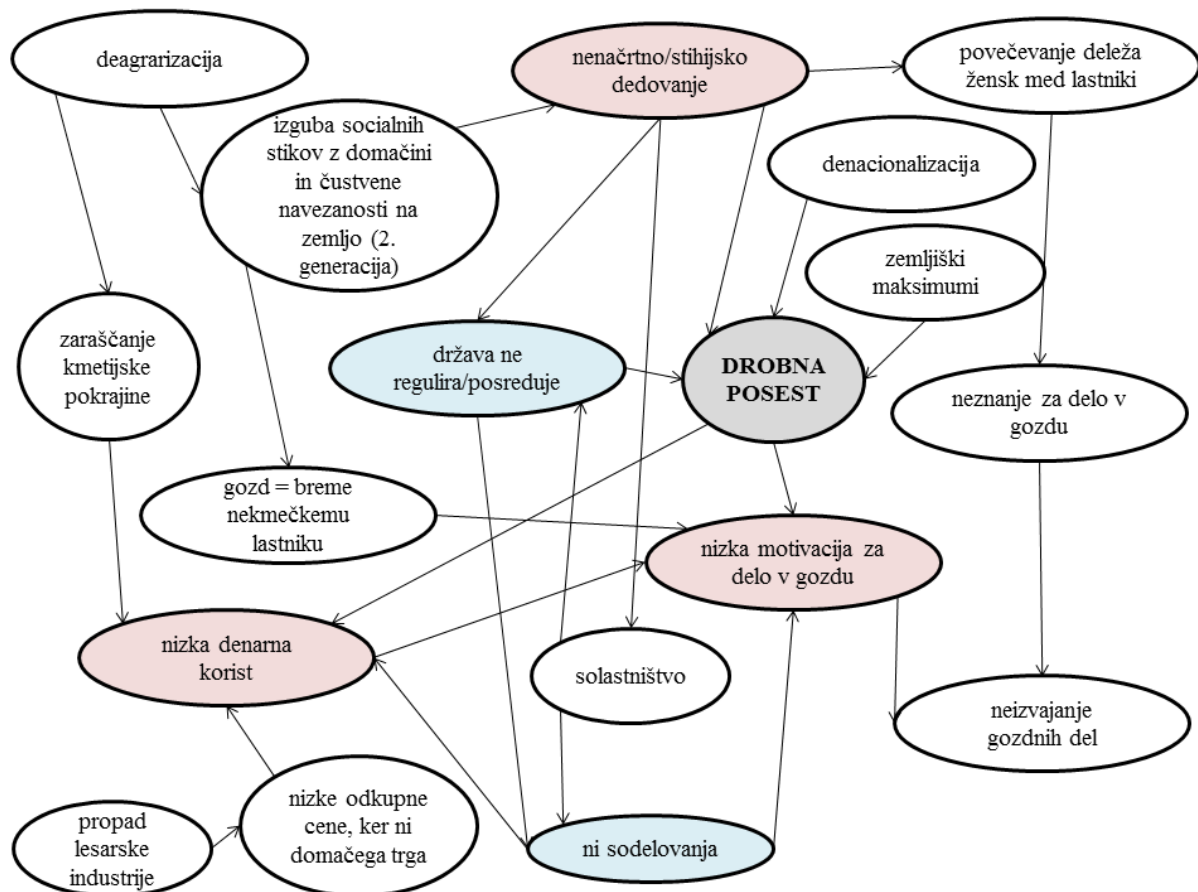 deagrarizacija
nenačrtno/stihijsko
dedovanje
povečevanje deleža
žensk med lastniki
izguba socialnih
stikov z domačini
in čustvene
navezanosti na
zemljo (2.
generacija)
denacionalizacija
zemljiški
maksimumi
zaraščanje
kmetijske
pokrajine
država ne
regulira/posreduje
DROBNA
POSEST
neznanje za delo v
gozdu
gozd = breme
nekmečkemu
lastniku
nizka motivacija za
delo v gozdu
nizka denarna
korist
solastništvo
neizvajanje
gozdnih del
propad
lesarske
industrije
nizke odkupne
cene, ker ni
domačega trga
ni sodelovanja